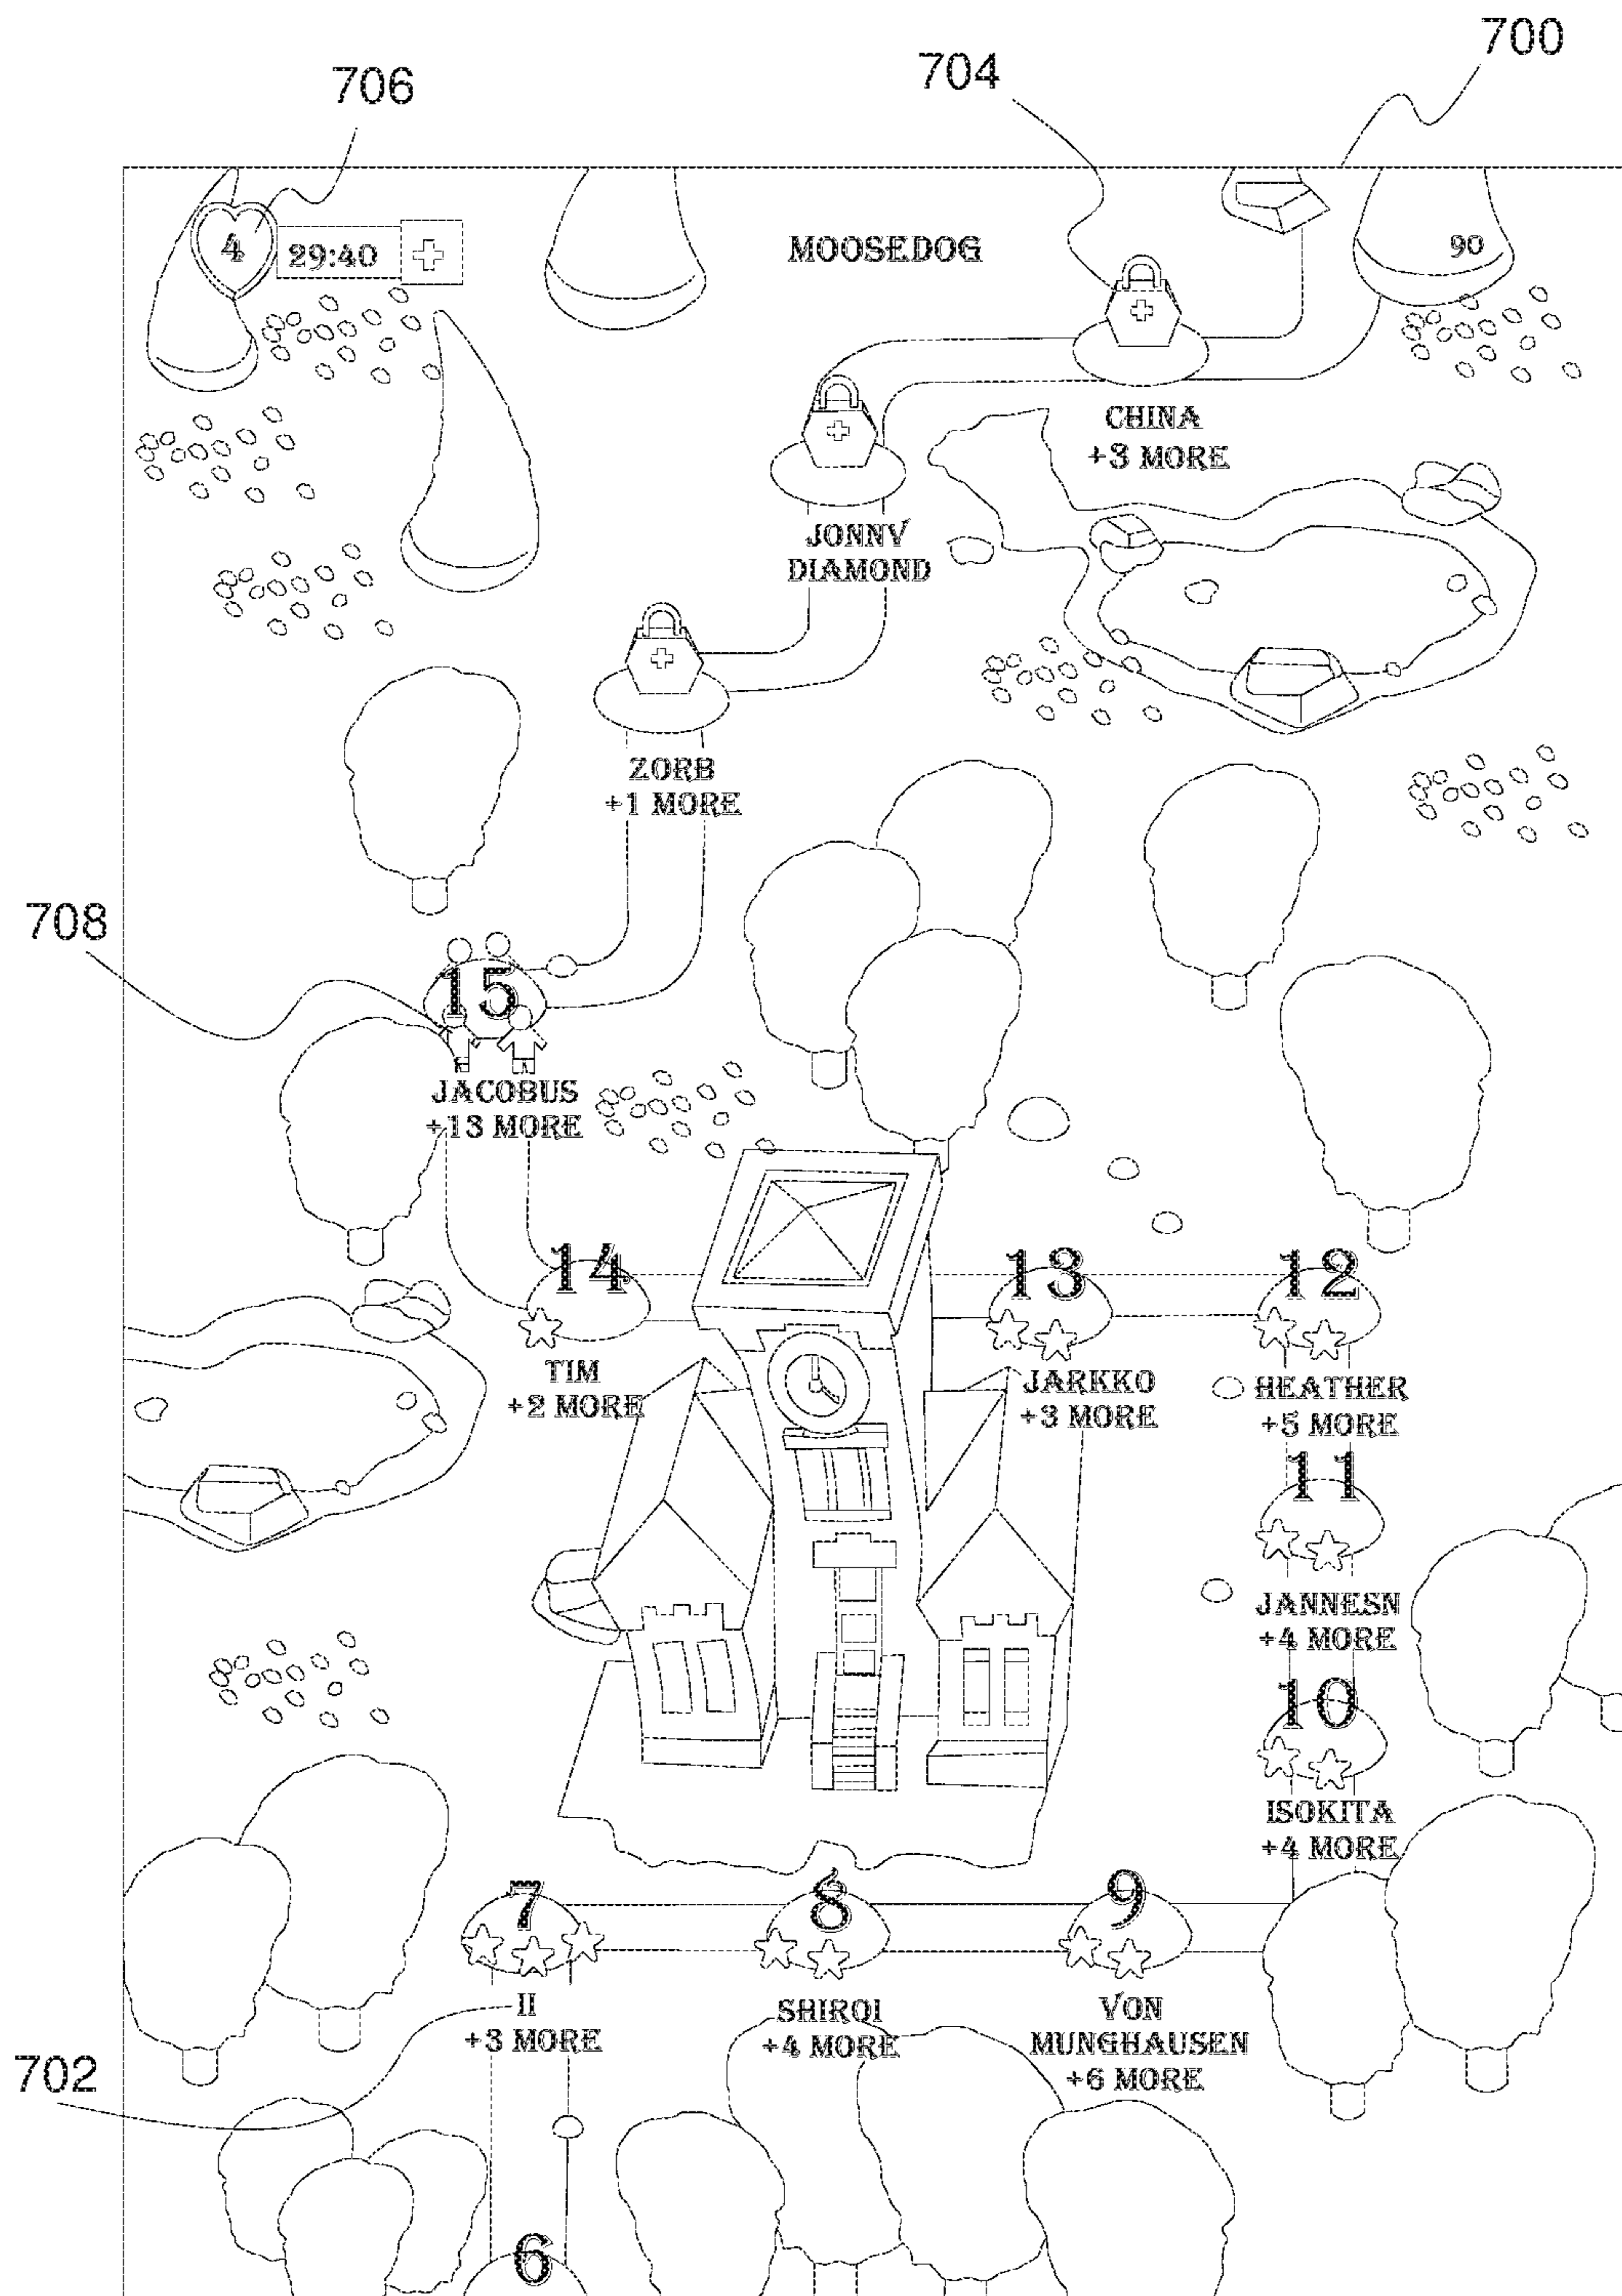 700
704
706
4
29:40
MOOSEDOG
90
CHINA
+3 MORE
JONNY
DIAMOND
ZORB
+1 MORE
708
15
JACOBUS
+13 MORE
14
13
12
TIM
+2 MORE
JARKKO
+3 MORE
HEATHER
+5 MORE
11
JANNESN
+4 MORE
10
ISOKITA
+4 MORE
7
8
9
II
+3 MORE
SHIRQI
+4 MORE
VON
MUNGHAUSEN
+6 MORE
702
6